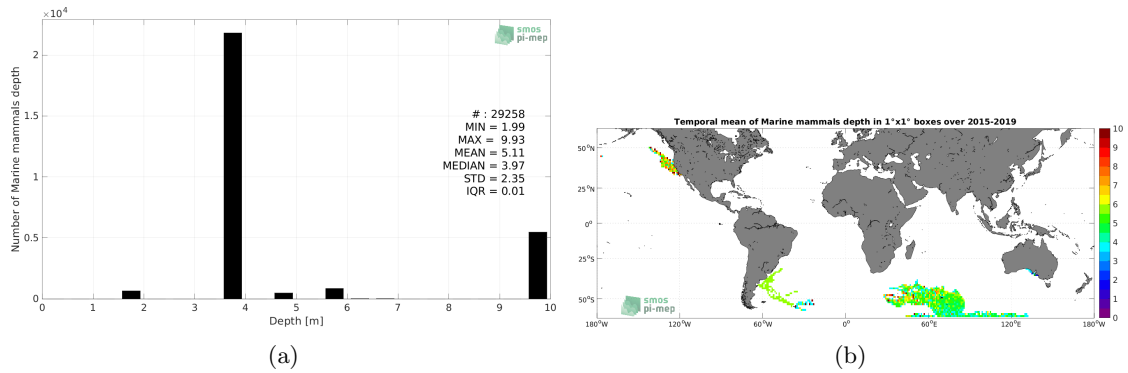 ×10⁴
smos
pi-mep
2
1.5
1
0.5
0
Number of Marine mammals depth
# : 29258
MIN = 1.99
MAX = 9.93
MEAN = 5.11
MEDIAN = 3.97
STD = 2.35
IQR = 0.01
0 1 2 3 4 5 6 7 8 9 10
Depth [m]
(a)
Temporal mean of Marine mammals depth in 1°x1° boxes over 2015-2019
50°N
25°N
0°
25°S
50°S
smos
pi-mep
180°W 120°W 60°W 0° 60°E 120°E 180°W
10
9
8
7
6
5
4
3
2
1
0
(b)